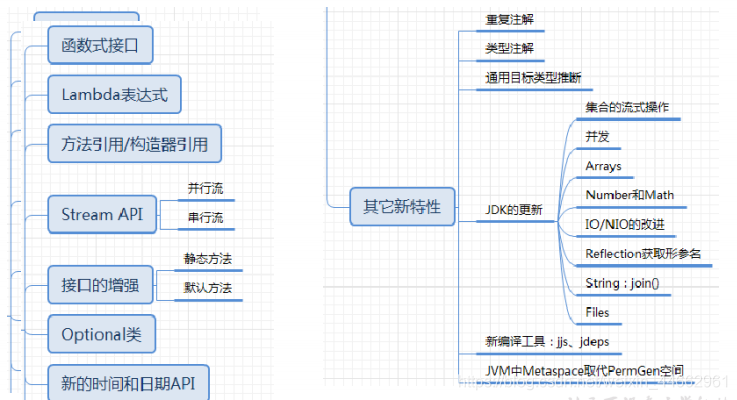 函数式接口
Lambda表达式
方法引用/构造器引用
Stream API
并行流
串行流
接口的增强
静态方法
默认方法
Optional类
新的时间和日期API
其它新特性
重复注解
类型注解
通用目标类型推断
JDK的更新
集合的流式操作
并发
Arrays
Number和Math
IO/NIO的改进
Reflection获取形参名
String：join()
Files
新编译工具：jjs、jdeps
JVM中Metaspace取代PermGen空间